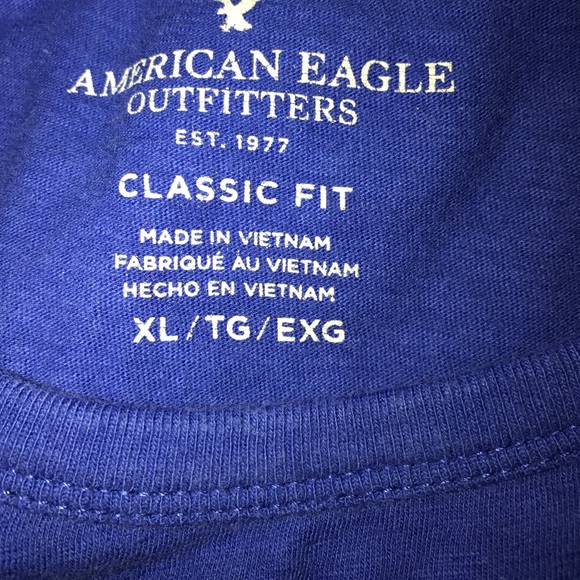 AMERICAN EAGLE
OUTFITTERS
EST. 1977
CLASSIC FIT
MADE IN VIETNAM
FABRIQUÉ AU VIETNAM
HECHO EN VIETNAM
XL/TG/EXG